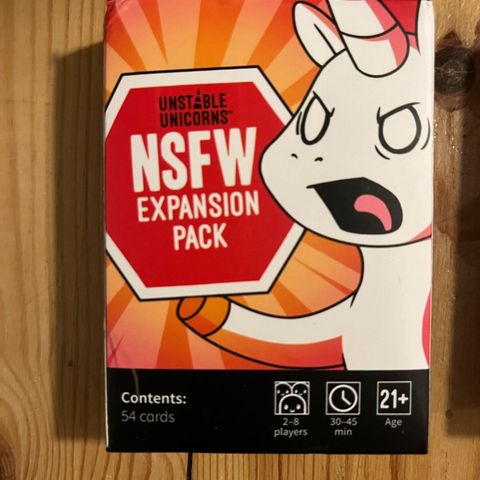 UNSTABLE
UNICORNS™
NSFW
EXPANSION
PACK
Contents:
54 cards
2–8
players
30–45
min
21+
Age